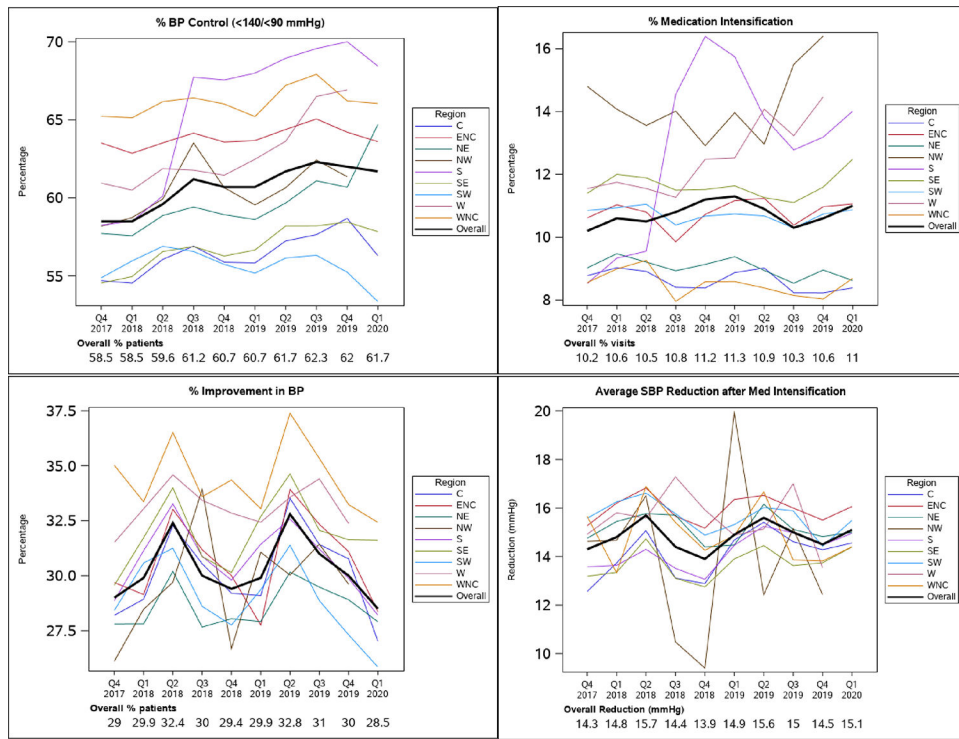 % BP Control (<140/<90 mmHg)
70
65
60
55
Percentage
Region
C
ENC
NE
NW
S
SE
SW
W
WNC
Overall
Q4 Q1 Q2 Q3 Q4 Q1 Q2 Q3 Q4 Q1
2017 2018 2018 2018 2018 2019 2019 2019 2019 2020
Overall % patients
58.5 58.5 59.6 61.2 60.7 60.7 61.7 62.3 62 61.7
% Medication Intensification
16
14
12
10
8
Percentage
Region
C
ENC
NE
NW
S
SE
SW
W
WNC
Overall
Q4 Q1 Q2 Q3 Q4 Q1 Q2 Q3 Q4 Q1
2017 2018 2018 2018 2018 2019 2019 2019 2019 2020
Overall % visits
10.2 10.6 10.5 10.8 11.2 11.3 10.9 10.3 10.6 11
% Improvement in BP
37.5
35.0
32.5
30.0
27.5
Percentage
Region
C
ENC
NE
NW
S
SE
SW
W
WNC
Overall
Q4 Q1 Q2 Q3 Q4 Q1 Q2 Q3 Q4 Q1
2017 2018 2018 2018 2018 2019 2019 2019 2019 2020
Overall % patients
29 29.9 32.4 30 29.4 29.9 32.8 31 30 28.5
Average SBP Reduction after Med Intensification
20
18
16
14
12
10
Reduction (mmHg)
Region
C
ENC
NE
NW
S
SE
SW
W
WNC
Overall
Q4 Q1 Q2 Q3 Q4 Q1 Q2 Q3 Q4 Q1
2017 2018 2018 2018 2018 2019 2019 2019 2019 2020
Overall Reduction (mmHg)
14.3 14.8 15.7 14.4 13.9 14.9 15.6 15 14.5 15.1